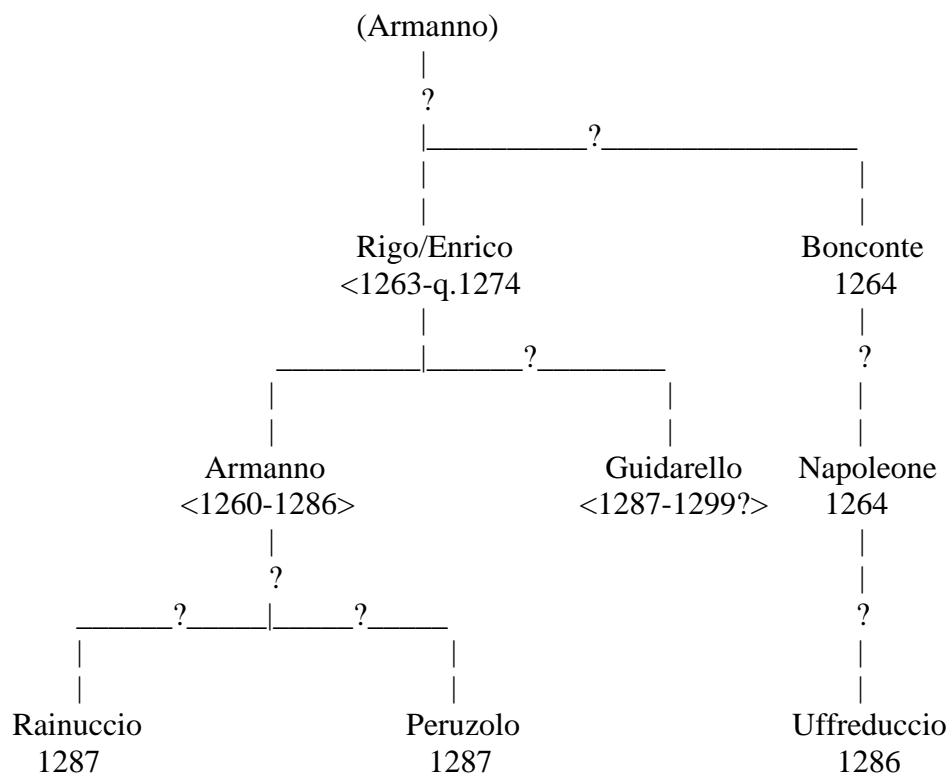 (Armanno)
?
?
Rigo/Enrico Bonconte
<1263-q.1274 1264
? ?
Armanno Guidarello Napoleone
<1260-1286> <1287-1299?> 1264
?
? ? ?
Rainuccio Peruzolo Uffreduccio
1287 1287 1286